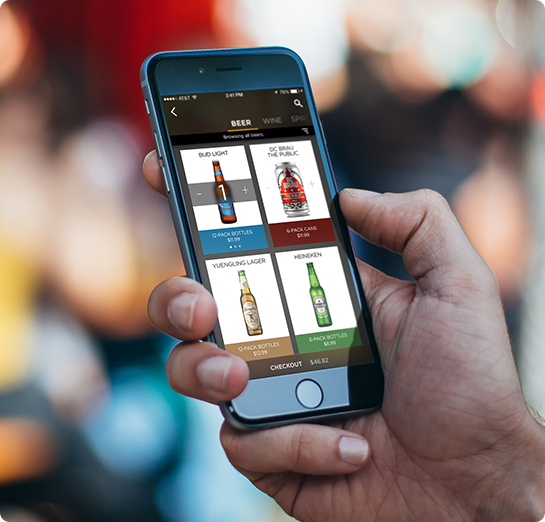 AT&T 2:41 PM 78%
BEER WINE SPI
Browsing all beers.
BUD LIGHT
1
12-PACK BOTTLES
$11.99
DC BRAU
THE PUBLIC
6-PACK CANS
$11.99
YUENGLING LAGER
12-PACK BOTTLES
$12.99
HEINEKEN
6-PACK BOTTLES
$8.99
CHECKOUT $46.82